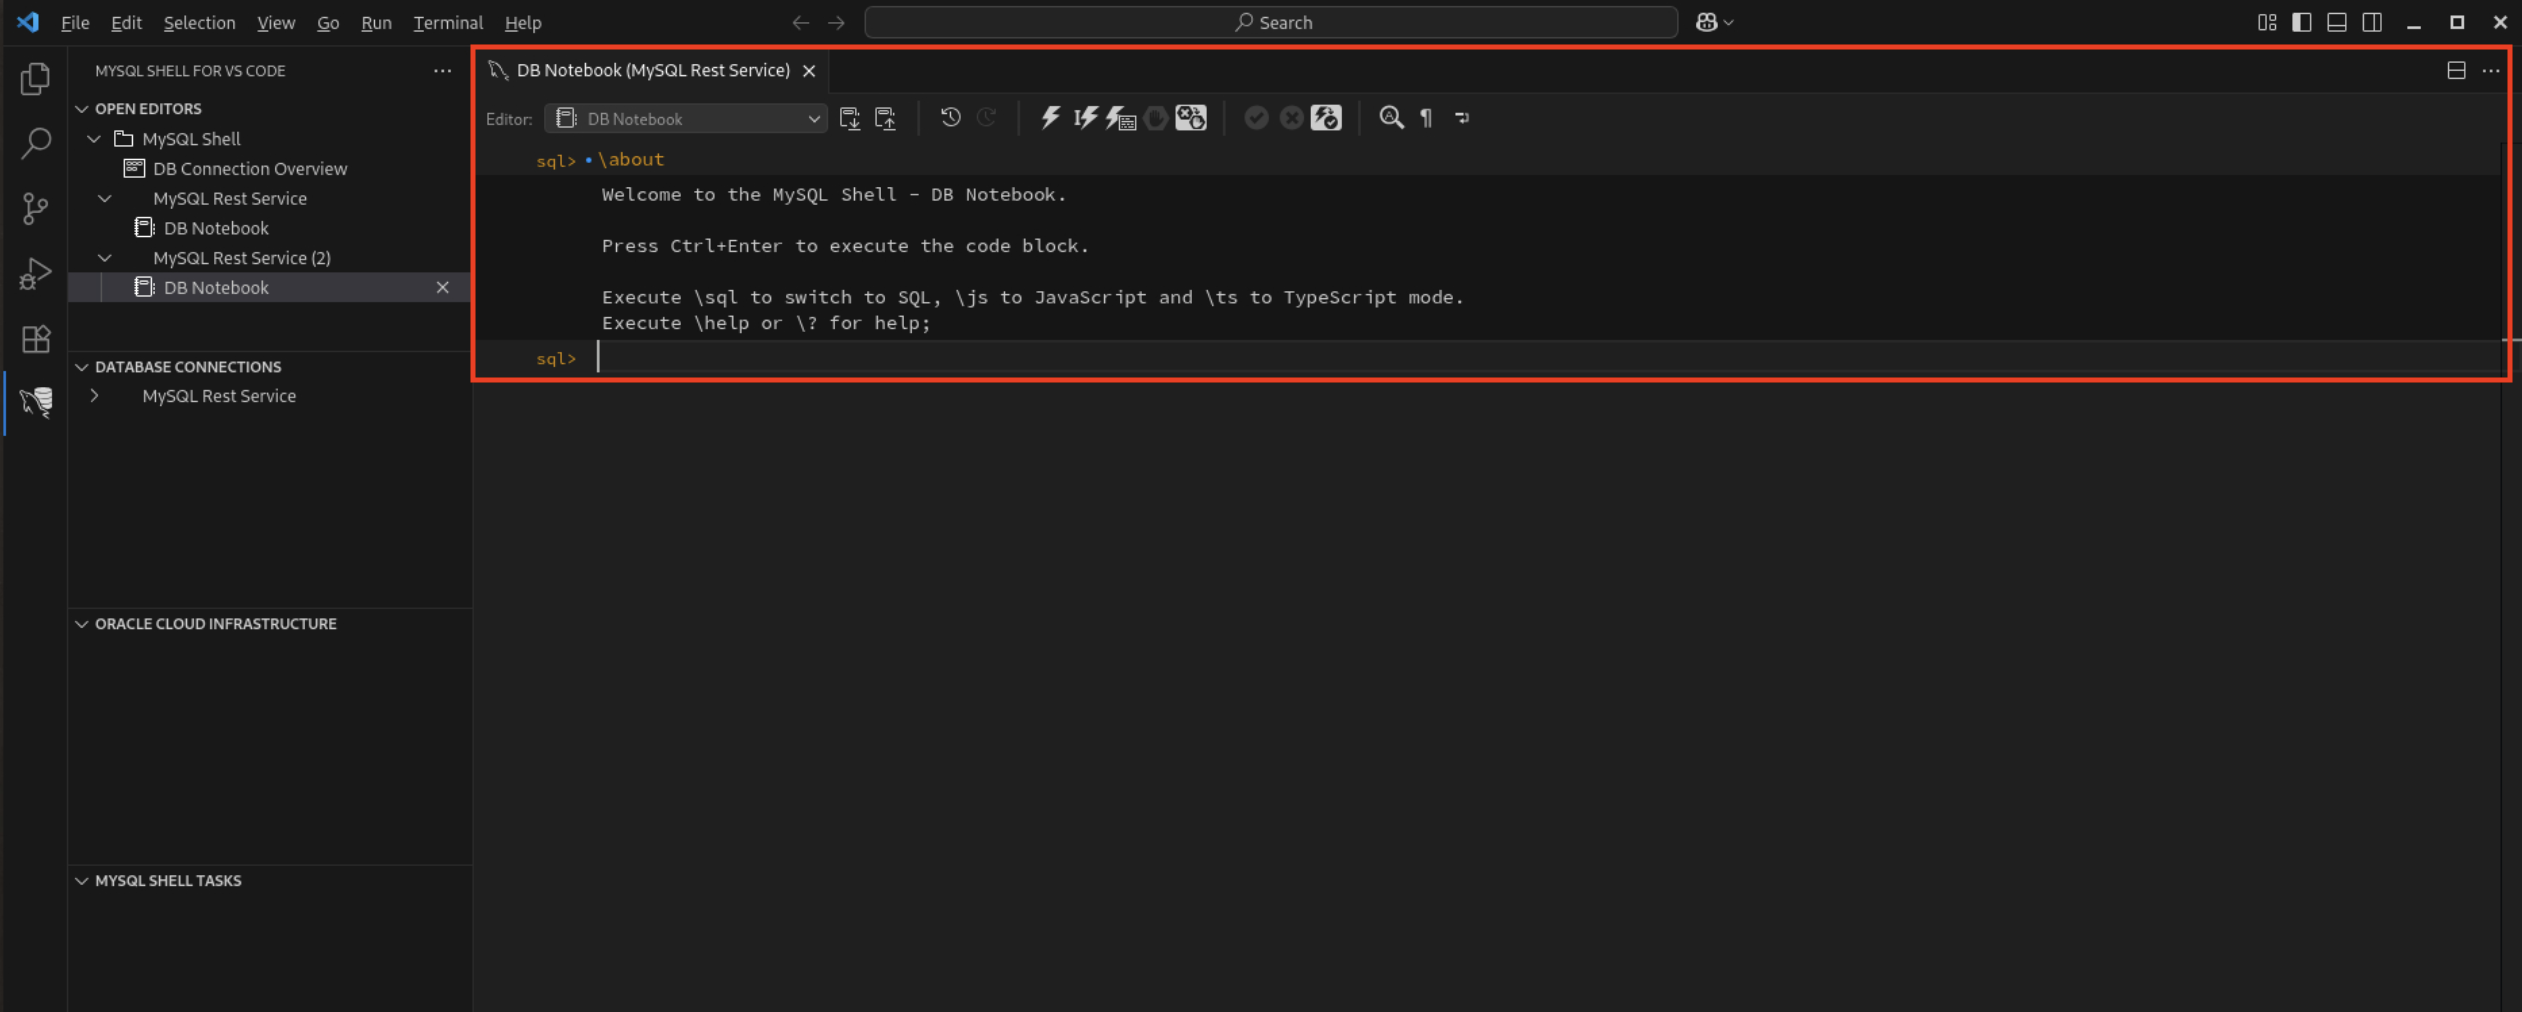 File Edit Selection View Go Run Terminal Help Search
MYSQL SHELL FOR VS CODE
OPEN EDITORS
MySQL Shell
DB Connection Overview
MySQL Rest Service
DB Notebook
MySQL Rest Service (2)
DB Notebook
DATABASE CONNECTIONS
MySQL Rest Service
ORACLE CLOUD INFRASTRUCTURE
MYSQL SHELL TASKS
DB Notebook (MySQL Rest Service)
Editor: DB Notebook
sql> \about
Welcome to the MySQL Shell - DB Notebook.
Press Ctrl+Enter to execute the code block.
Execute \sql to switch to SQL, \js to JavaScript and \ts to TypeScript mode.
Execute \help or \? for help;
sql>